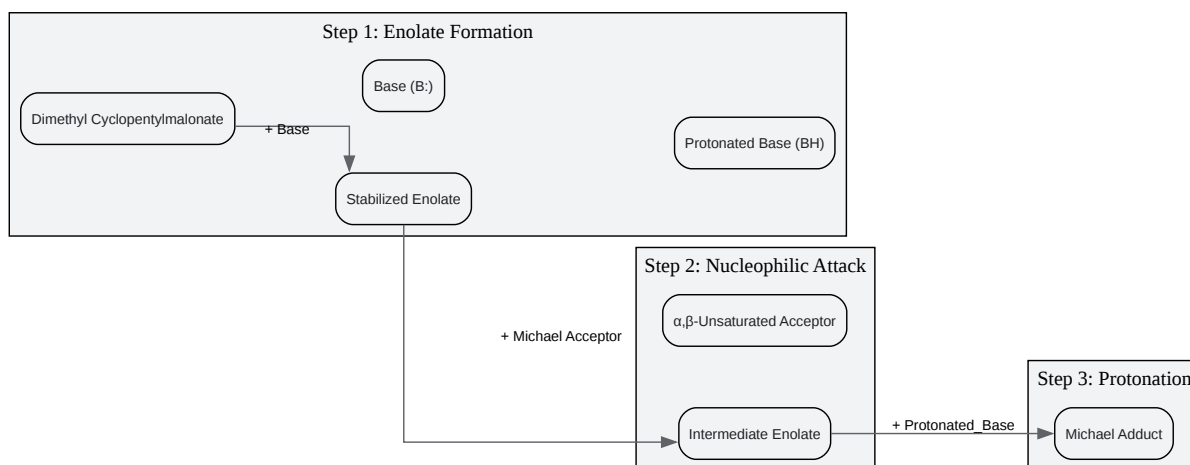 Step 1: Enolate Formation
Base (B:)
Dimethyl Cyclopentylmalonate
+ Base
Protonated Base (BH)
Stabilized Enolate
Step 2: Nucleophilic Attack
α,β-Unsaturated Acceptor
+ Michael Acceptor
Step 3: Protonation
Intermediate Enolate
+ Protonated_Base
Michael Adduct